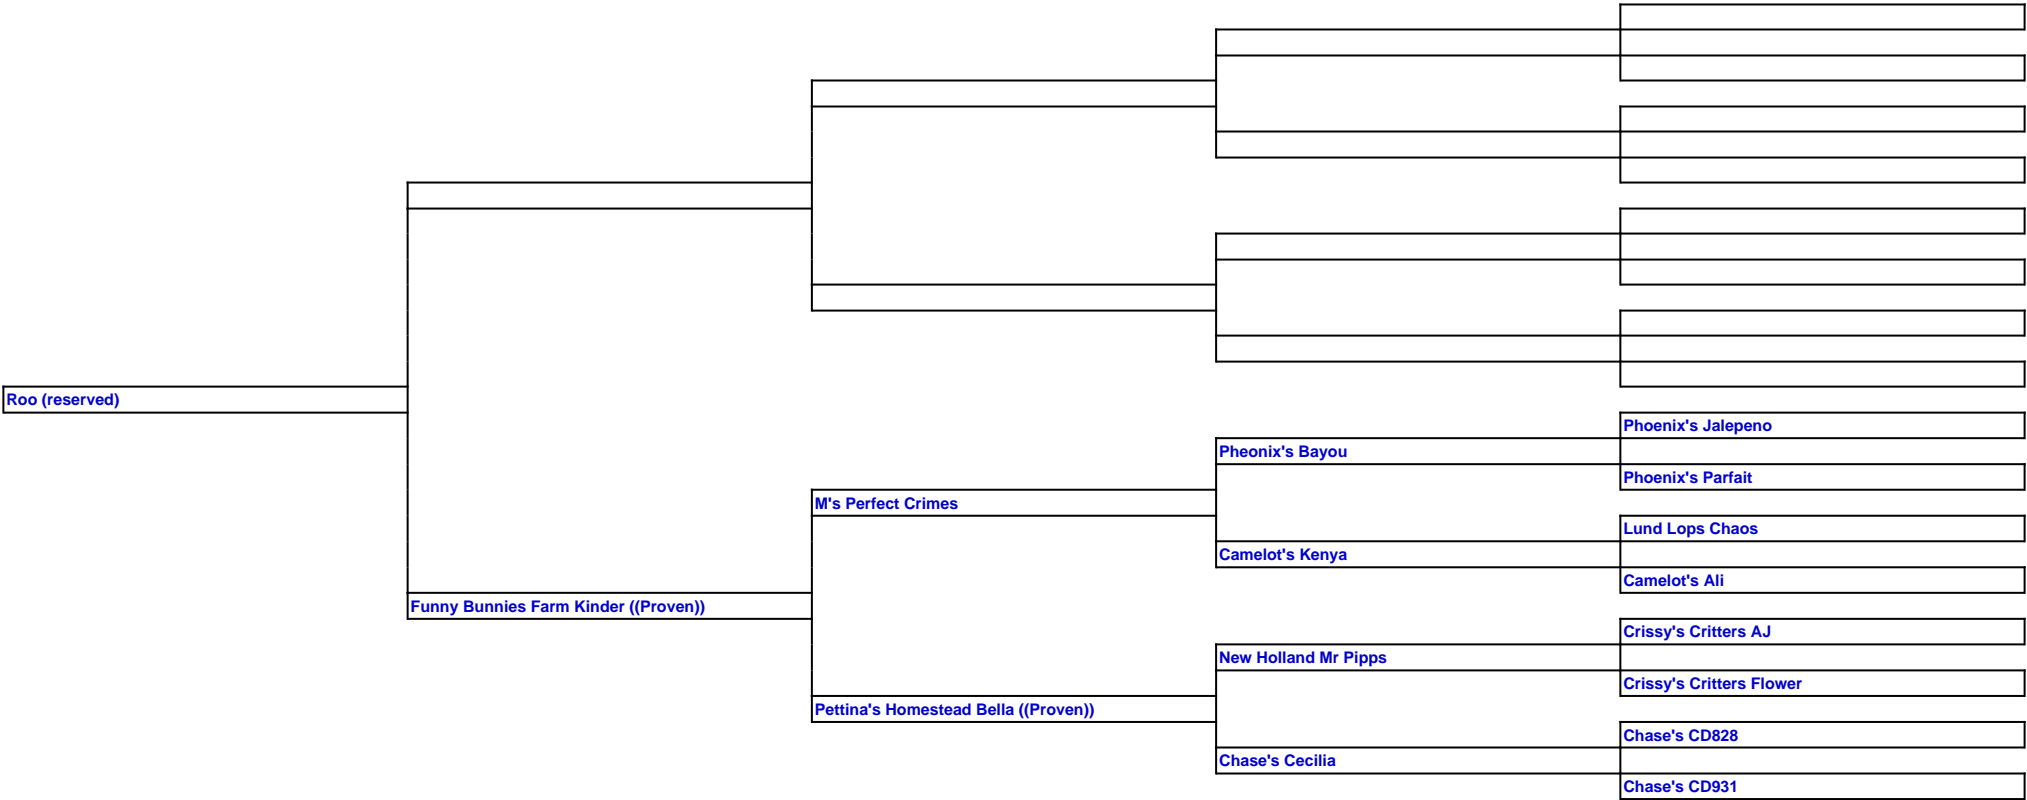 Roo (reserved)
Phoenix's Jalepeno
Pheonix's Bayou
Phoenix's Parfait
M's Perfect Crimes
Lund Lops Chaos
Camelot's Kenya
Camelot's Ali
Funny Bunnies Farm Kinder ((Proven))
Crissy's Critters AJ
New Holland Mr Pipps
Crissy's Critters Flower
Pettina's Homestead Bella ((Proven))
Chase's CD828
Chase's Cecilia
Chase's CD931